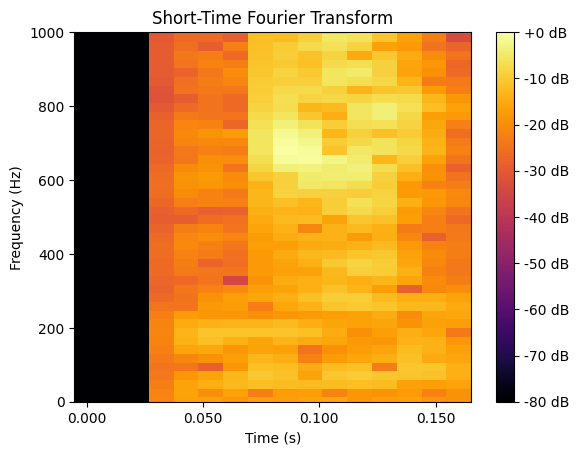 Short-Time Fourier Transform
1000
800
600
400
200
0
Frequency (Hz)
0.000
0.050
0.100
0.150
Time (s)
+0 dB
-10 dB
-20 dB
-30 dB
-40 dB
-50 dB
-60 dB
-70 dB
-80 dB